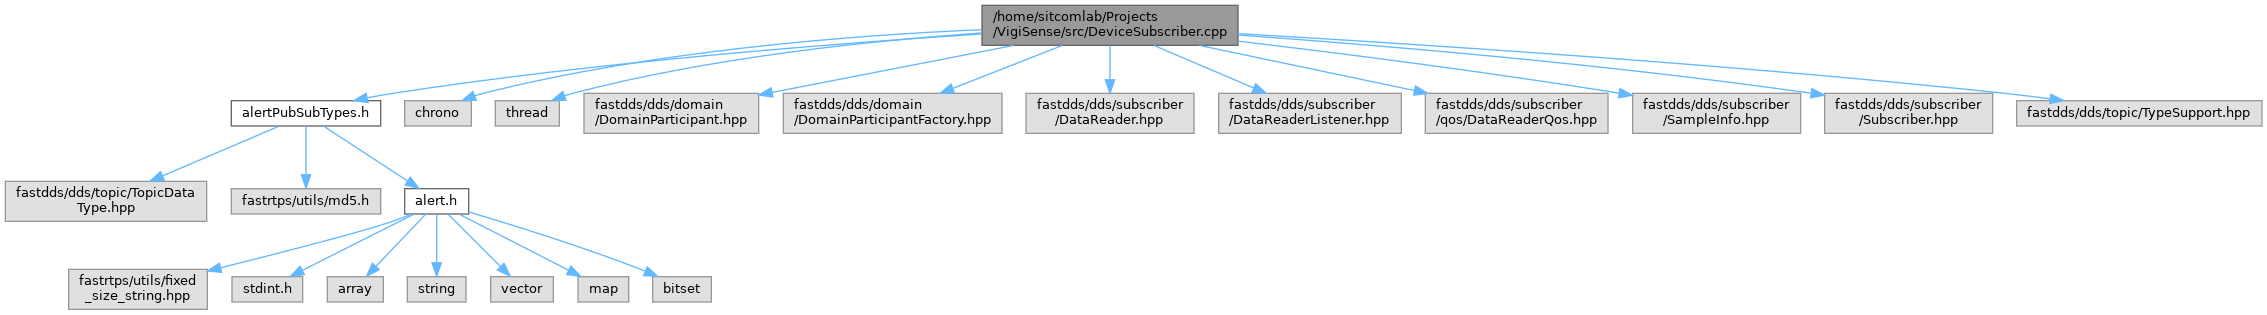 /home/sitcomlab/Projects
/VigiSense/src/DeviceSubscriber.cpp
alertPubSubTypes.h
chrono
thread
fastdds/dds/domain
/DomainParticipant.hpp
fastdds/dds/domain
/DomainParticipantFactory.hpp
fastdds/dds/subscriber
/DataReader.hpp
fastdds/dds/subscriber
/DataReaderListener.hpp
fastdds/dds/subscriber
/qos/DataReaderQos.hpp
fastdds/dds/subscriber
/SampleInfo.hpp
fastdds/dds/subscriber
/Subscriber.hpp
fastdds/dds/topic/TypeSupport.hpp
fastdds/dds/topic/TopicData
Type.hpp
fastrtps/utils/md5.h
alert.h
fastrtps/utils/fixed
_size_string.hpp
stdint.h
array
string
vector
map
bitset